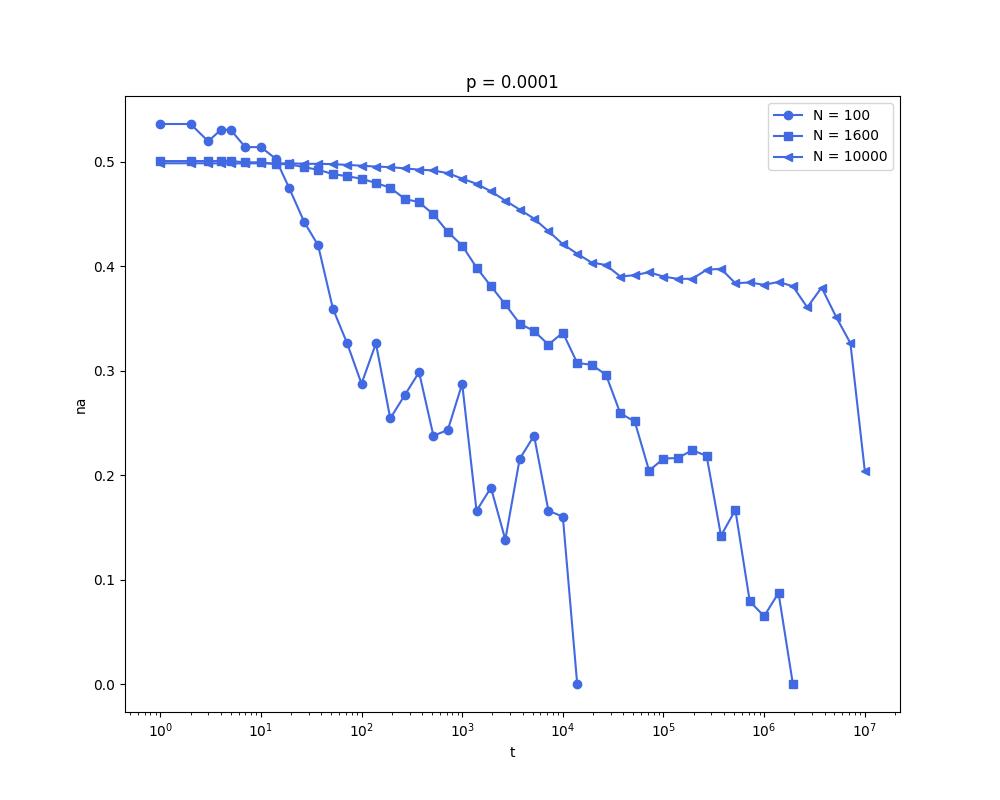 p = 0.0001
N = 100
N = 1600
N = 10000
0.5
0.4
0.3
0.2
0.1
0.0
na
10⁰ 10¹ 10² 10³ 10⁴ 10⁵ 10⁶ 10⁷
t